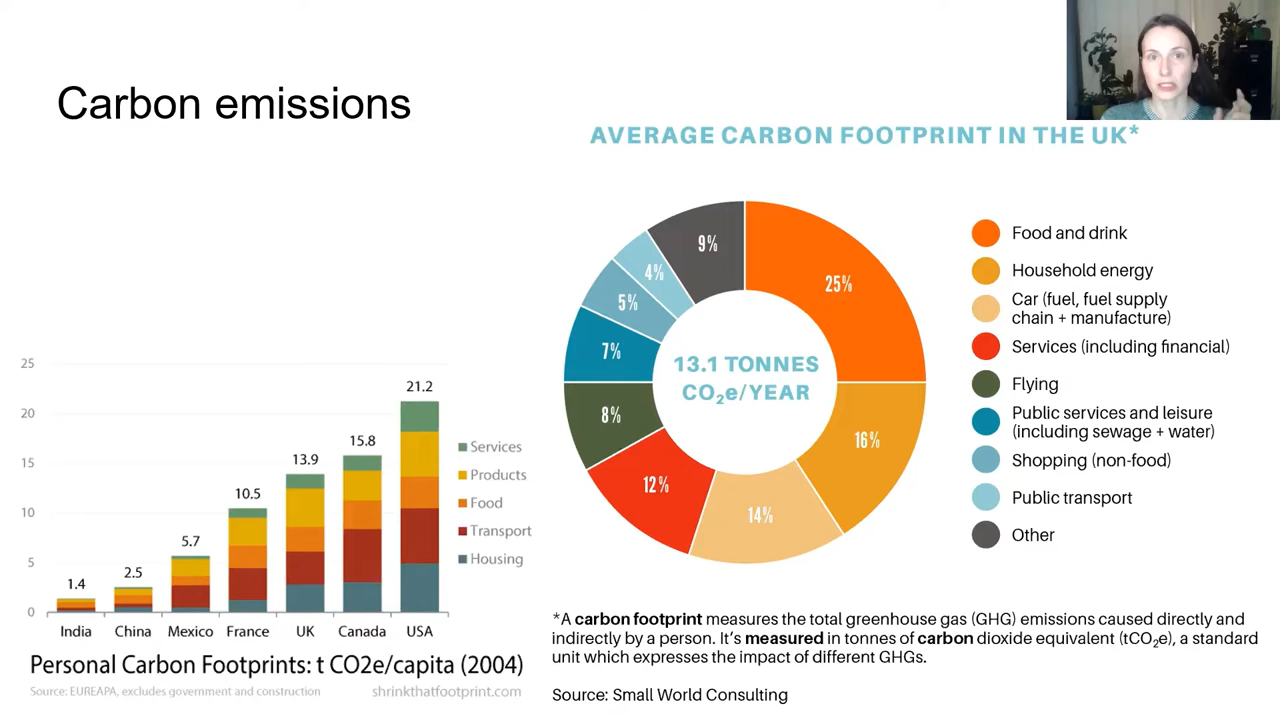 Carbon emissions
AVERAGE CARBON FOOTPRINT IN THE UK*
25%
16%
14%
12%
8%
7%
5%
4%
9%
13.1 TONNES
CO₂e/YEAR
Food and drink
Household energy
Car (fuel, fuel supply
chain + manufacture)
Services (including financial)
Flying
Public services and leisure
(including sewage + water)
Shopping (non-food)
Public transport
Other
25
20
15
10
5
0
1.4
2.5
5.7
10.5
13.9
15.8
21.2
India
China
Mexico
France
UK
Canada
USA
Services
Products
Food
Transport
Housing
Personal Carbon Footprints: t CO2e/capita (2004)
Source: EUREAPA, excludes government and construction
shrinkthatfootprint.com
*A carbon footprint measures the total greenhouse gas (GHG) emissions caused directly and
indirectly by a person. It's measured in tonnes of carbon dioxide equivalent (tCO₂e), a standard
unit which expresses the impact of different GHGs.
Source: Small World Consulting